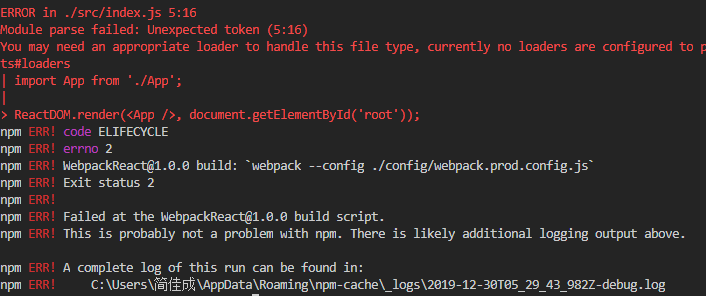 ERROR in ./src/index.js 5:16
Module parse failed: Unexpected token (5:16)
You may need an appropriate loader to handle this file type, currently no loaders are configured to p
ts#loaders
| import App from './App';
|
> ReactDOM.render(<App />, document.getElementById('root'));
npm ERR! code ELIFECYCLE
npm ERR! errno 2
npm ERR! WebpackReact@1.0.0 build: `webpack --config ./config/webpack.prod.config.js`
npm ERR! Exit status 2
npm ERR!
npm ERR! Failed at the WebpackReact@1.0.0 build script.
npm ERR! This is probably not a problem with npm. There is likely additional logging output above.
npm ERR! A complete log of this run can be found in:
npm ERR!     C:\Users\简佳成\AppData\Roaming\npm-cache\_logs\2019-12-30T05_29_43_982Z-debug.log